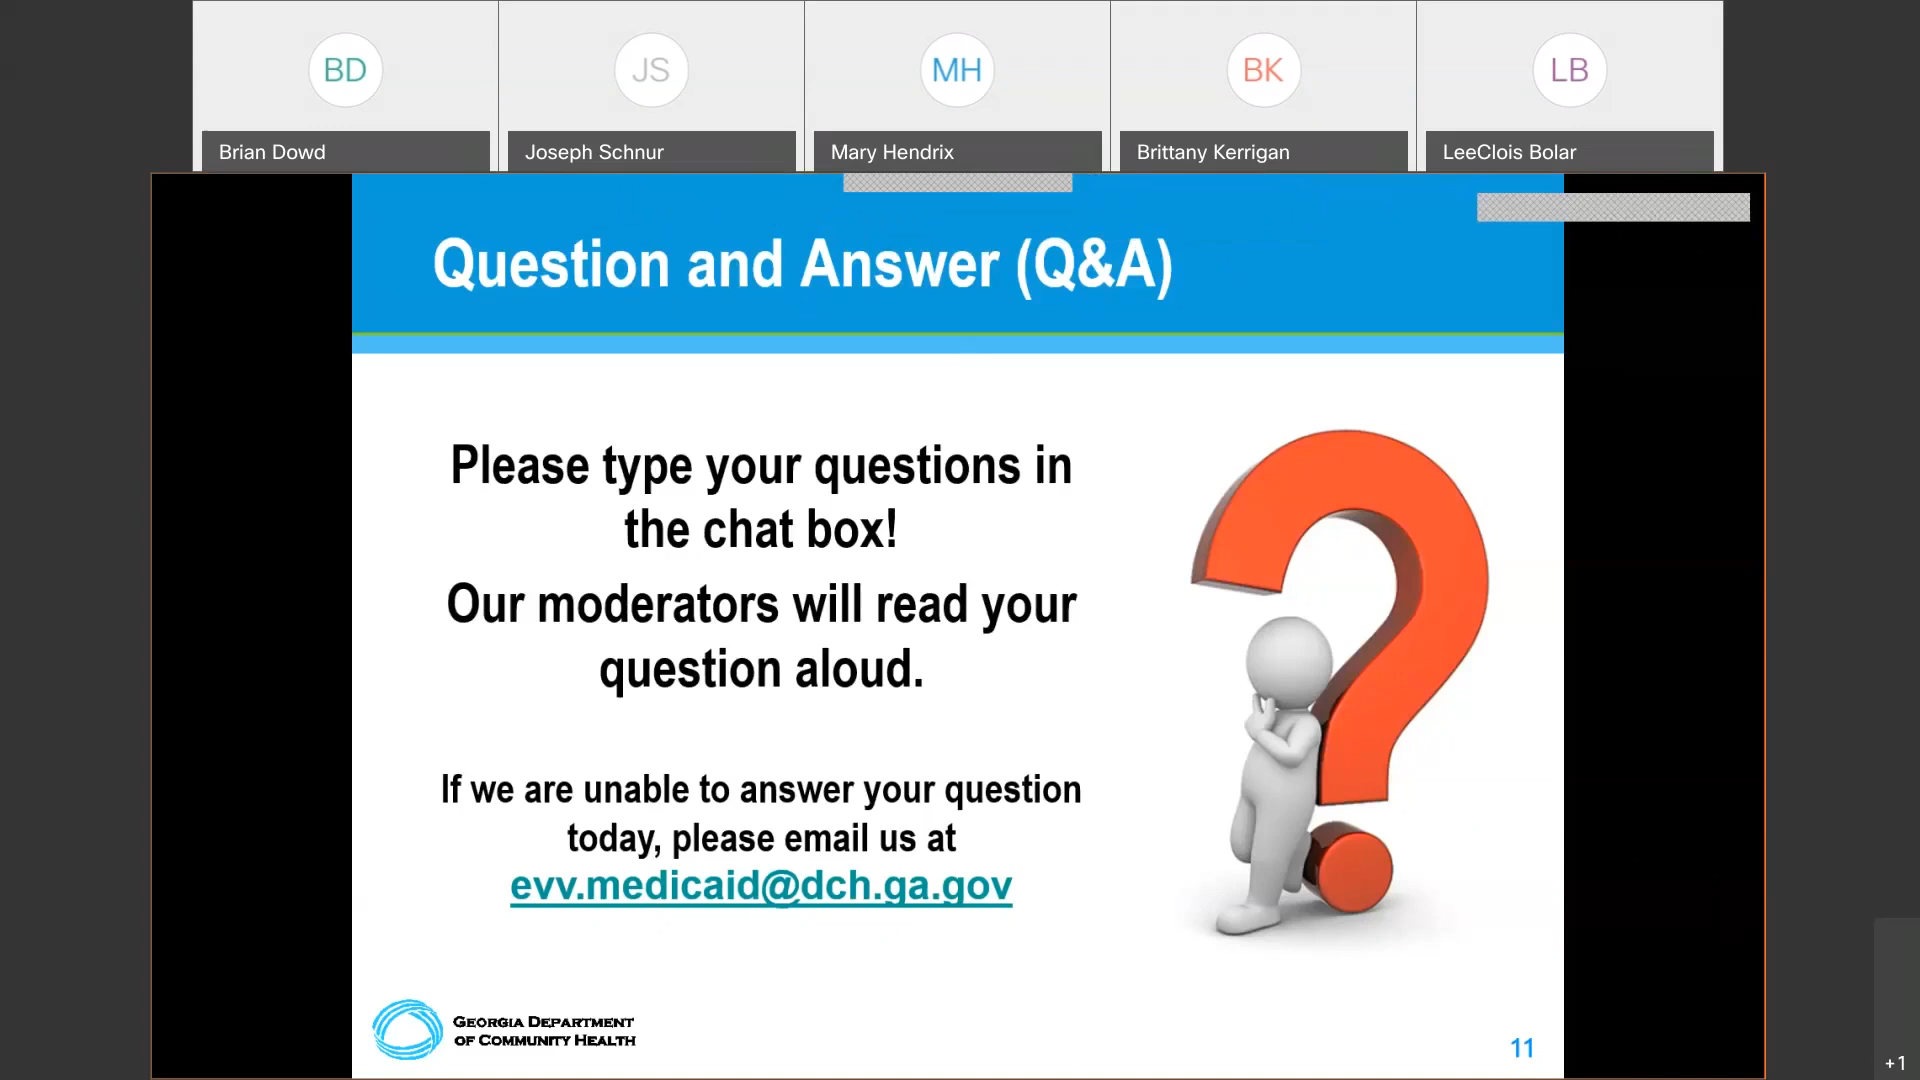 BD
JS
MH
BK
LB
Brian Dowd
Joseph Schnur
Mary Hendrix
Brittany Kerrigan
LeeClois Bolar
Question and Answer (Q&A)
Please type your questions in
the chat box!
Our moderators will read your
question aloud.
If we are unable to answer your question
today, please email us at
evv.medicaid@dch.ga.gov
GEORGIA DEPARTMENT
OF COMMUNITY HEALTH
11
+1